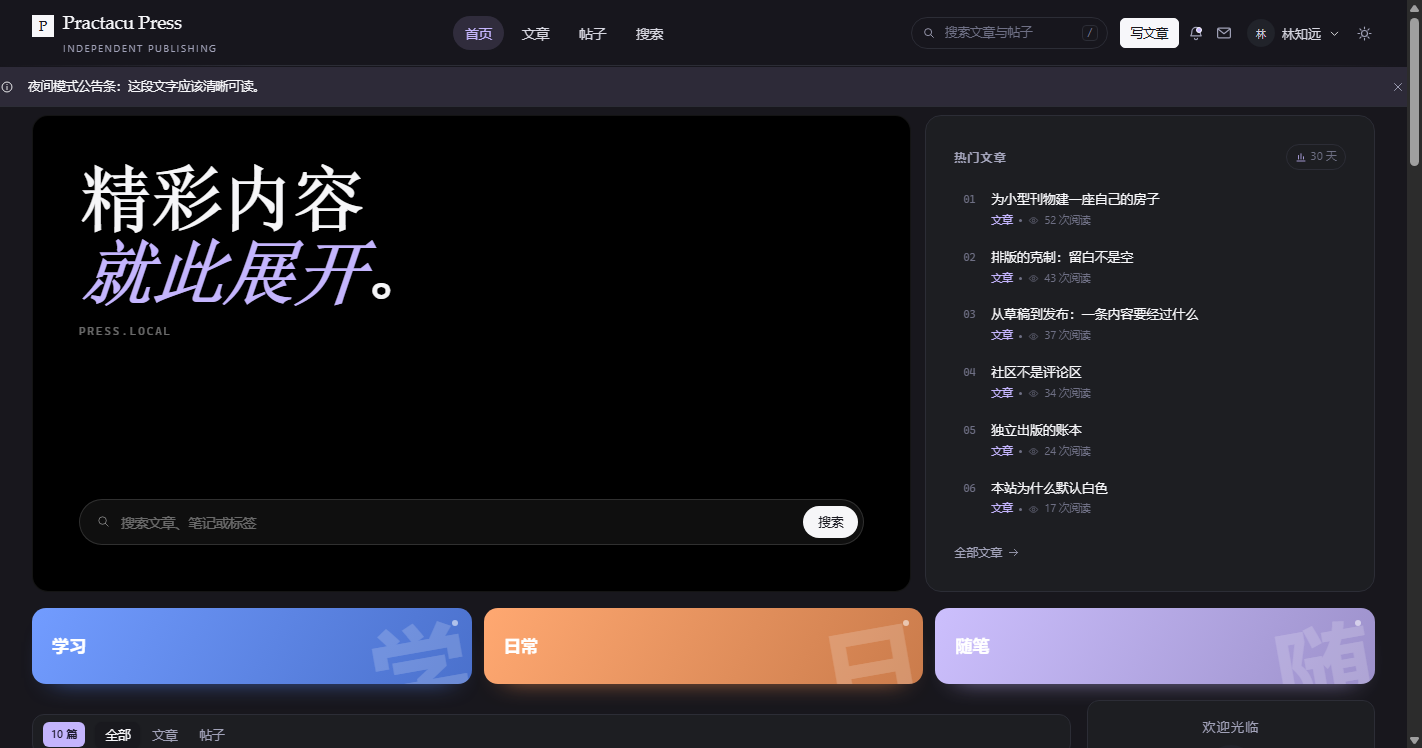 P Practacu Press
INDEPENDENT PUBLISHING
首页 文章 帖子 搜索
搜索文章与帖子 /
写文章
林 林知远
夜间模式公告条：这段文字应该清晰可读。
精彩内容
就此展开。
PRESS.LOCAL
搜索文章、笔记或标签
搜索
热门文章
30 天
01 为小型刊物建一座自己的房子
文章 • 52 次阅读
02 排版的克制：留白不是空
文章 • 43 次阅读
03 从草稿到发布：一条内容要经过什么
文章 • 37 次阅读
04 社区不是评论区
文章 • 34 次阅读
05 独立出版的账本
文章 • 24 次阅读
06 本站为什么默认白色
文章 • 17 次阅读
全部文章 →
学习 学
日常 日
随笔 随
10 篇 全部 文章 帖子
欢迎光临